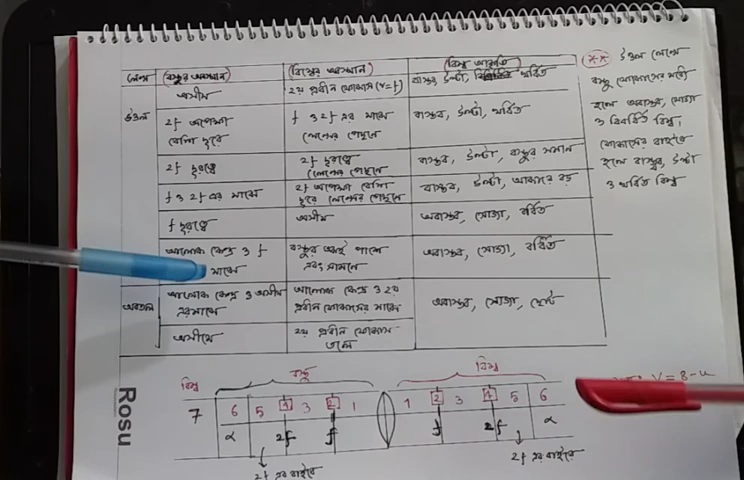 লেন্স (বস্তুর অবস্থান) (বিম্বের অবস্থান) (বিম্ব আকৃতি)
অসীম ২য় প্রধান ফোকাস (v=f) বাস্তব, উল্টা, খর্বিত
উত্তল
2f অপেক্ষা বেশি দূরে
f ও 2f এর মাঝে লেন্সের পেছনে
বাস্তব, উল্টা, খর্বিত
2f দূরত্বে
2f দূরত্বে লেন্সের পেছনে
বাস্তব, উল্টা, বস্তুর সমান
f ও 2f এর মাঝে
2f অপেক্ষা বেশি দূরে লেন্সের পেছনে
বাস্তব, উল্টা, আকারে বড়
f দূরত্বে
অসীম
অবাস্তব, সোজা, বর্ধিত
আলোক কেন্দ্র ও f মাঝে
বস্তুর একই পাশে এবং সামনে
অবাস্তব, সোজা, বর্ধিত
অবতল
আলোক কেন্দ্র ও অসীম এরমাঝে
আলোক কেন্দ্র ও ২য় প্রধান ফোকাসের মাঝে
অবাস্তব, সোজা, ছোট
অসীমে
২য় প্রধান ফোকাস তলে
** উত্তল লেন্সে
বস্তু ফোকাসের মধ্যে
হলে অবাস্তব, সোজা
ও বিবর্ধিত বিম্ব।
ফোকাসের বাইরে
হলে বাস্তব, উল্টা
ও খর্বিত বিম্ব
বিম্ব বস্তু বিম্ব
7 6 5 4 3 2 1 1 2 3 4 5 6
α 2f f f 2f α
2f এর বাইরে 2f এর বাইরে
V = 8-u
Rosu